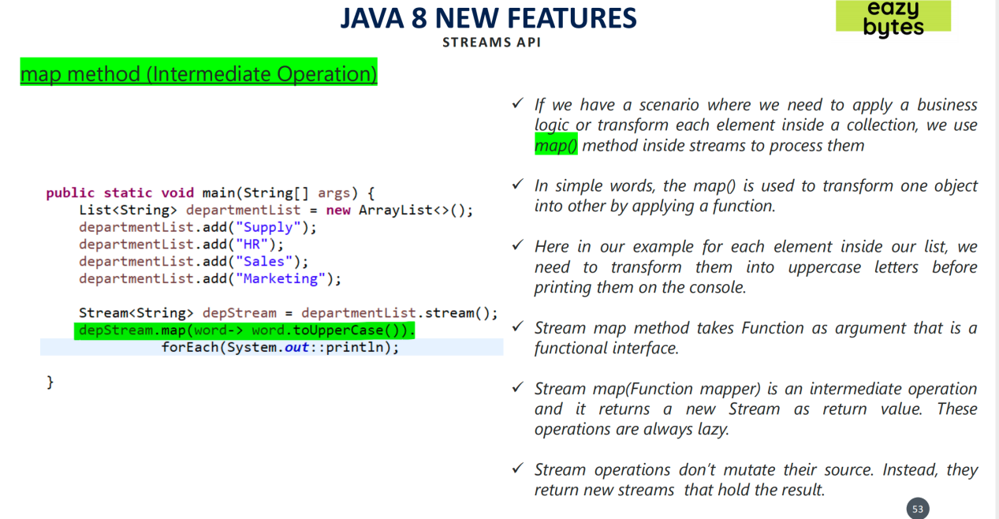 JAVA 8 NEW FEATURES
STREAMS API
eazy
bytes
map method (Intermediate Operation)
public static void main(String[] args) {
List<String> departmentList = new ArrayList<>();
departmentList.add("Supply");
departmentList.add("HR");
departmentList.add("Sales");
departmentList.add("Marketing");
Stream<String> depStream = departmentList.stream();
depStream.map(word-> word.toUpperCase()).
forEach(System.out::println);
}
✓ If we have a scenario where we need to apply a business
logic or transform each element inside a collection, we use
map() method inside streams to process them
✓ In simple words, the map() is used to transform one object
into other by applying a function.
✓ Here in our example for each element inside our list, we
need to transform them into uppercase letters before
printing them on the console.
✓ Stream map method takes Function as argument that is a
functional interface.
✓ Stream map(Function mapper) is an intermediate operation
and it returns a new Stream as return value. These
operations are always lazy.
✓ Stream operations don't mutate their source. Instead, they
return new streams that hold the result.
53